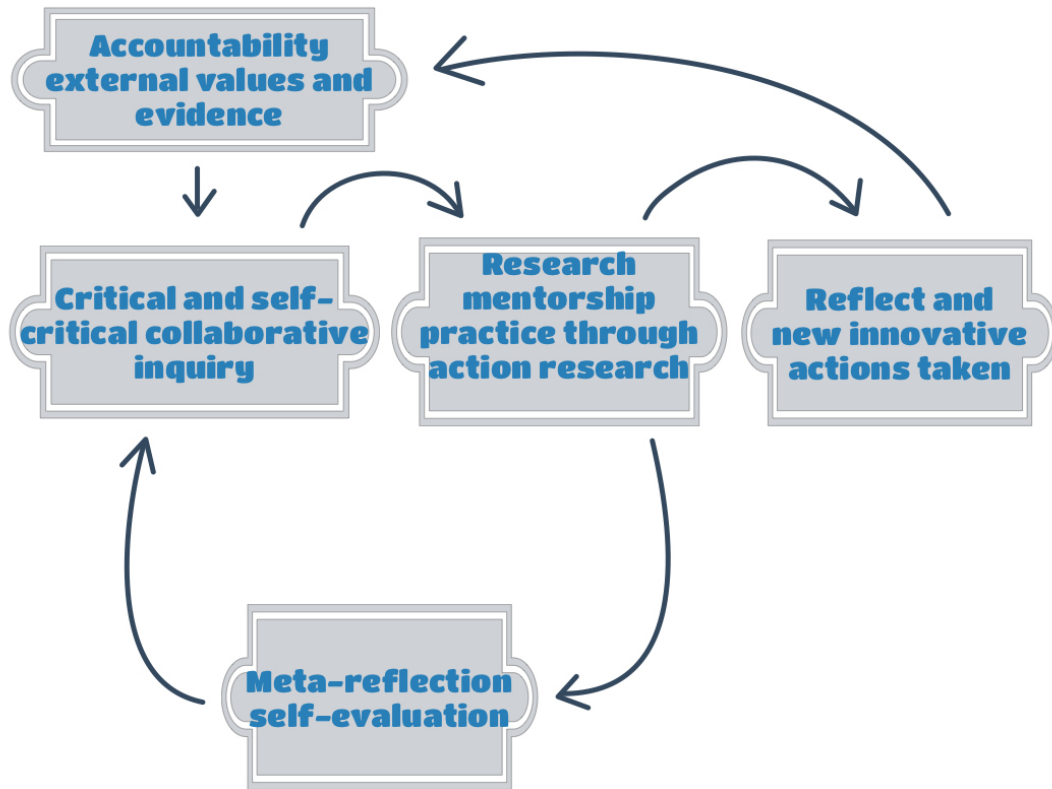 Accountability
external values and
evidence
Critical and self-
critical collaborative
inquiry
Research
mentorship
practice through
action research
Reflect and
new innovative
actions taken
Meta-reflection
self-evaluation